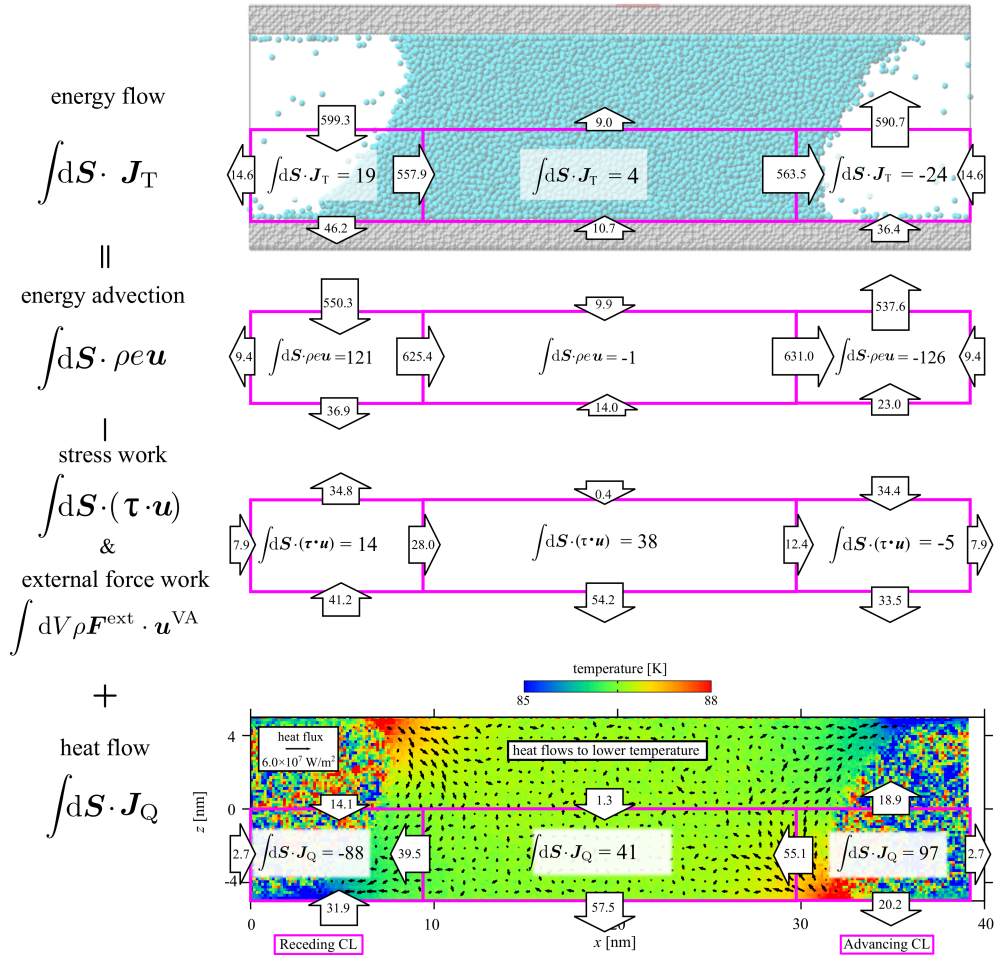 energy flow
∫dS · J_T
599.3
9.0
590.7
14.6
∫dS·J_T = 19
557.9
∫dS·J_T = 4
563.5
∫dS·J_T = -24
14.6
46.2
10.7
36.4
=
energy advection
∫dS · ρeu
550.3
9.9
537.6
9.4
∫dS·ρeu =121
625.4
∫dS·ρeu = -1
631.0
∫dS·ρeu = -126
9.4
36.9
14.0
23.0
−
stress work
∫dS·(τ·u)
&
external force work
∫ dVρF^ext · u^VA
34.8
0.4
34.4
7.9
∫dS·(τ·u) = 14
28.0
∫dS·(τ·u) = 38
12.4
∫dS·(τ·u) = -5
7.9
41.2
54.2
33.5
+
heat flow
∫dS·J_Q
temperature [K]
85
88
heat flux
6.0×10⁷ W/m²
heat flows to lower temperature
4
0
-4
z [nm]
14.1
1.3
18.9
2.7
∫dS·J_Q = -88
39.5
∫dS·J_Q = 41
55.1
∫dS·J_Q = 97
2.7
31.9
57.5
20.2
0
10
20
30
40
x [nm]
Receding CL
Advancing CL